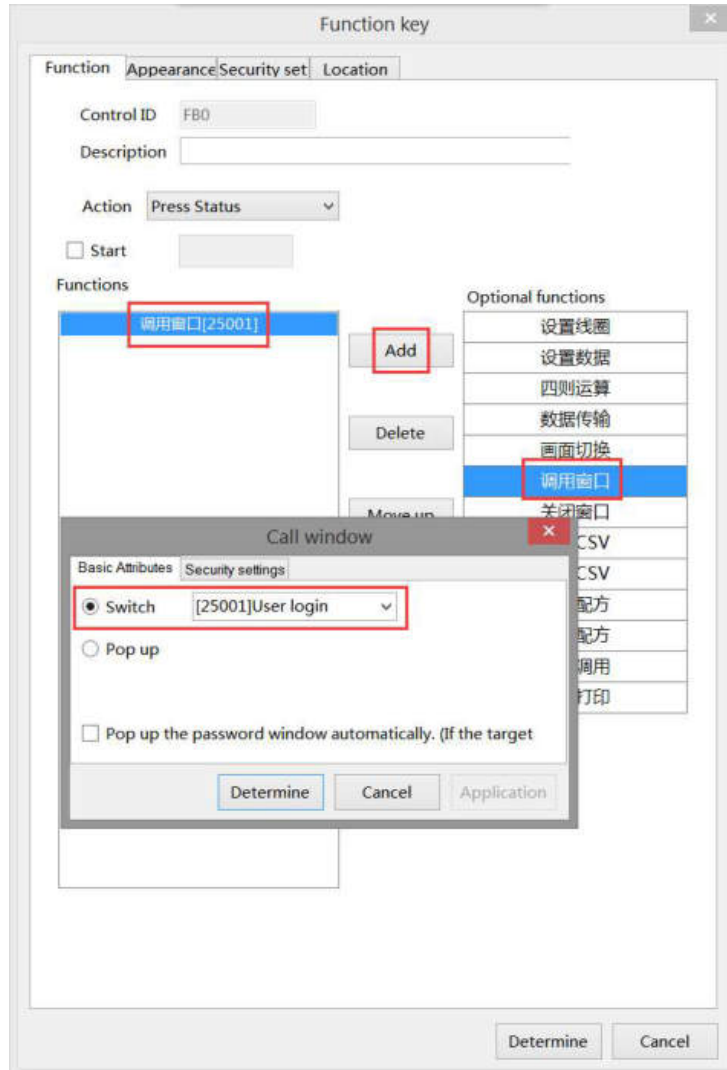 Function key
Function Appearance Security set Location
Control ID FB0
Description
Action Press Status
Start
Functions
Optional functions
调用窗口[25001]
Add
Delete
Move up
设置线圈
设置数据
四则运算
数据传输
画面切换
调用窗口
关闭窗口
CSV
CSV
配方
配方
调用
打印
Call window
Basic Attributes Security settings
Switch [25001]User login
Pop up
Pop up the password window automatically. (If the target
Determine Cancel Application
Determine Cancel